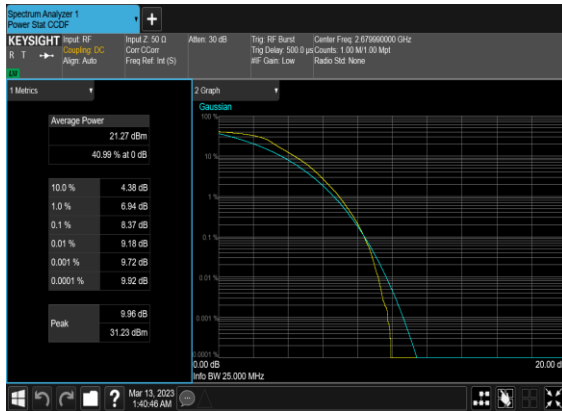 Spectrum Analyzer 1
Power Stat CCDF
+
KEYSIGHT
R T
LXI
Input: RF
Coupling: DC
Align: Auto
Input Z: 50 Ω
Corr CCorr
Freq Ref: Int (S)
Atten: 30 dB
Trig: RF Burst
Trig Delay: 500.0 µs
#IF Gain: Low
Center Freq: 2.679990000 GHz
Counts: 1.00 M/1.00 Mpt
Radio Std: None
1 Metrics
Average Power
21.27 dBm
40.99 % at 0 dB
10.0 % 4.38 dB
1.0 % 6.94 dB
0.1 % 8.37 dB
0.01 % 9.18 dB
0.001 % 9.72 dB
0.0001 % 9.92 dB
Peak
9.96 dB
31.23 dBm
2 Graph
Gaussian
100 %
10 %
1 %
0.1 %
0.01 %
0.001 %
0.0001 %
0.00 dB
20.00 d
Info BW 25.000 MHz
?
Mar 13, 2023
1:40:46 AM